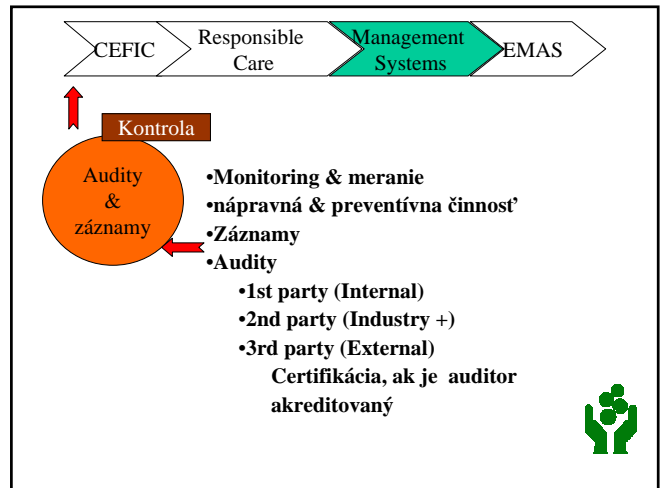 CEFIC
Responsible
Care
Management
Systems
EMAS
Kontrola
Audity
&
záznamy
•Monitoring & meranie
•nápravná & preventívna činnosť
•Záznamy
•Audity
•1st party (Internal)
•2nd party (Industry +)
•3rd party (External)
Certifikácia, ak je auditor
akreditovaný